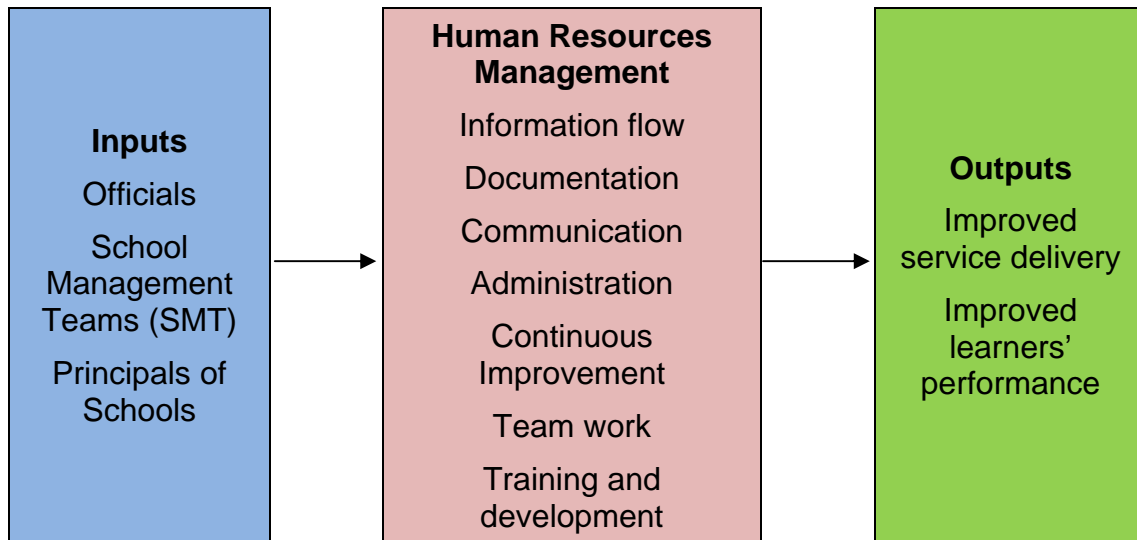 Inputs
Officials
School
Management
Teams (SMT)
Principals of
Schools
Human Resources
Management
Information flow
Documentation
Communication
Administration
Continuous
Improvement
Team work
Training and
development
Outputs
Improved
service delivery
Improved
learners’
performance